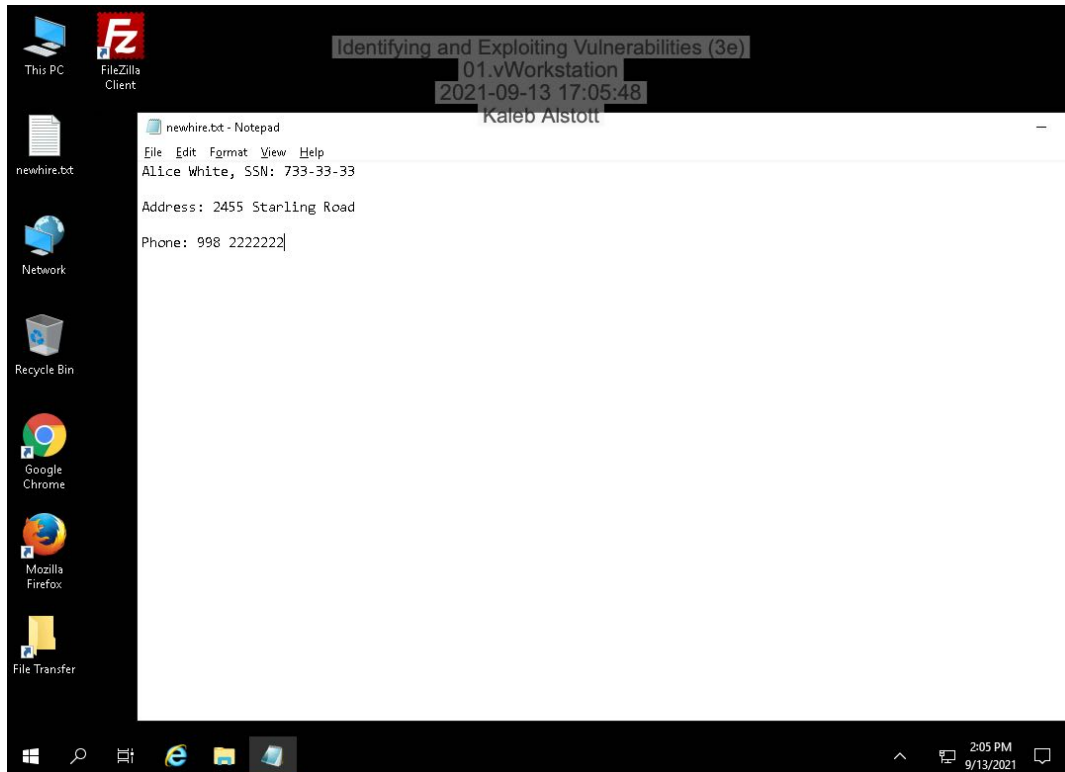 This PC
FileZilla
Client
Identifying and Exploiting Vulnerabilities (3e)
01.vWorkstation
2021-09-13 17:05:48
Kaleb Alstott
newhire.txt
newhire.txt - Notepad
File Edit Format View Help
Alice White, SSN: 733-33-33
Address: 2455 Starling Road
Phone: 998 2222222
Network
Recycle Bin
Google
Chrome
Mozilla
Firefox
File Transfer
2:05 PM
9/13/2021